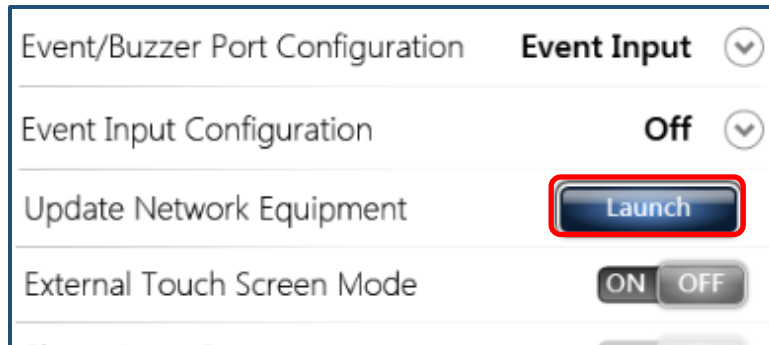 Event/Buzzer Port Configuration Event Input
Event Input Configuration Off
Update Network Equipment Launch
External Touch Screen Mode ON OFF